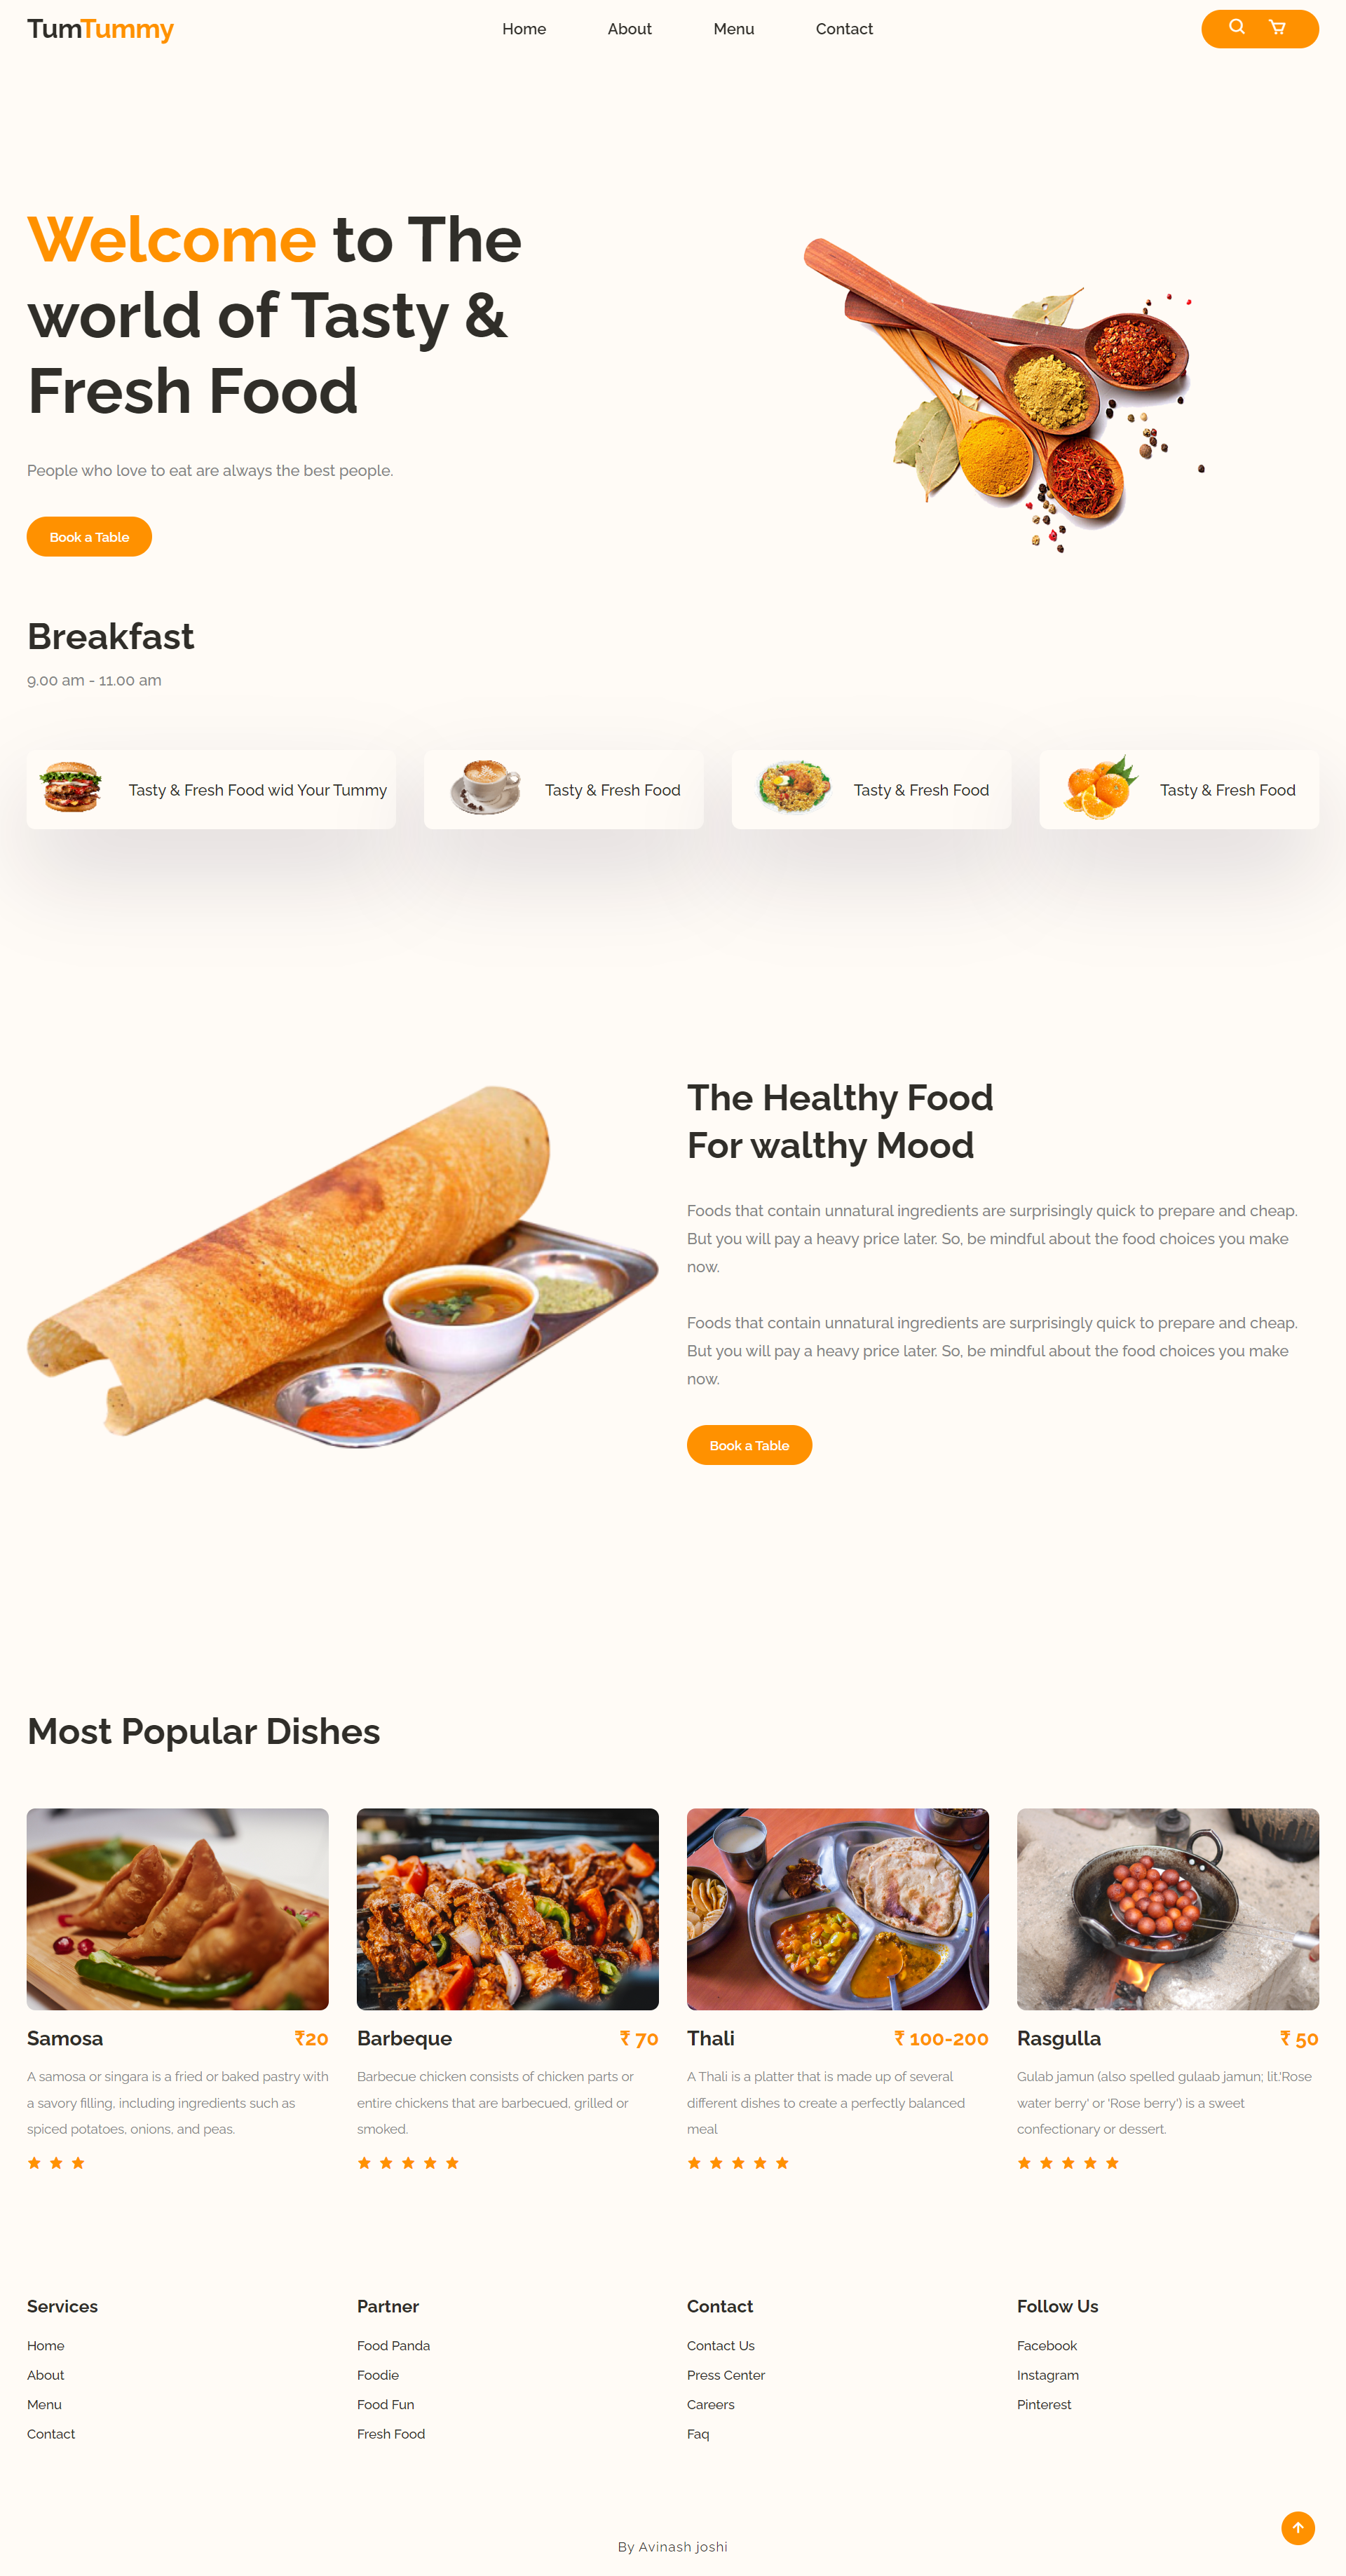 TumTummy
Home
About
Menu
Contact
Welcome to The
world of Tasty &
Fresh Food
People who love to eat are always the best people.
Book a Table
Breakfast
9.00 am - 11.00 am
Tasty & Fresh Food wid Your Tummy
Tasty & Fresh Food
Tasty & Fresh Food
Tasty & Fresh Food
The Healthy Food
For walthy Mood
Foods that contain unnatural ingredients are surprisingly quick to prepare and cheap.
But you will pay a heavy price later. So, be mindful about the food choices you make
now.
Foods that contain unnatural ingredients are surprisingly quick to prepare and cheap.
But you will pay a heavy price later. So, be mindful about the food choices you make
now.
Book a Table
Most Popular Dishes
Samosa
₹20
A samosa or singara is a fried or baked pastry with
a savory filling, including ingredients such as
spiced potatoes, onions, and peas.
Barbeque
₹ 70
Barbecue chicken consists of chicken parts or
entire chickens that are barbecued, grilled or
smoked.
Thali
₹ 100-200
A Thali is a platter that is made up of several
different dishes to create a perfectly balanced
meal
Rasgulla
₹ 50
Gulab jamun (also spelled gulaab jamun; lit.'Rose
water berry' or 'Rose berry') is a sweet
confectionary or dessert.
Services
Home
About
Menu
Contact
Partner
Food Panda
Foodie
Food Fun
Fresh Food
Contact
Contact Us
Press Center
Careers
Faq
Follow Us
Facebook
Instagram
Pinterest
By Avinash joshi